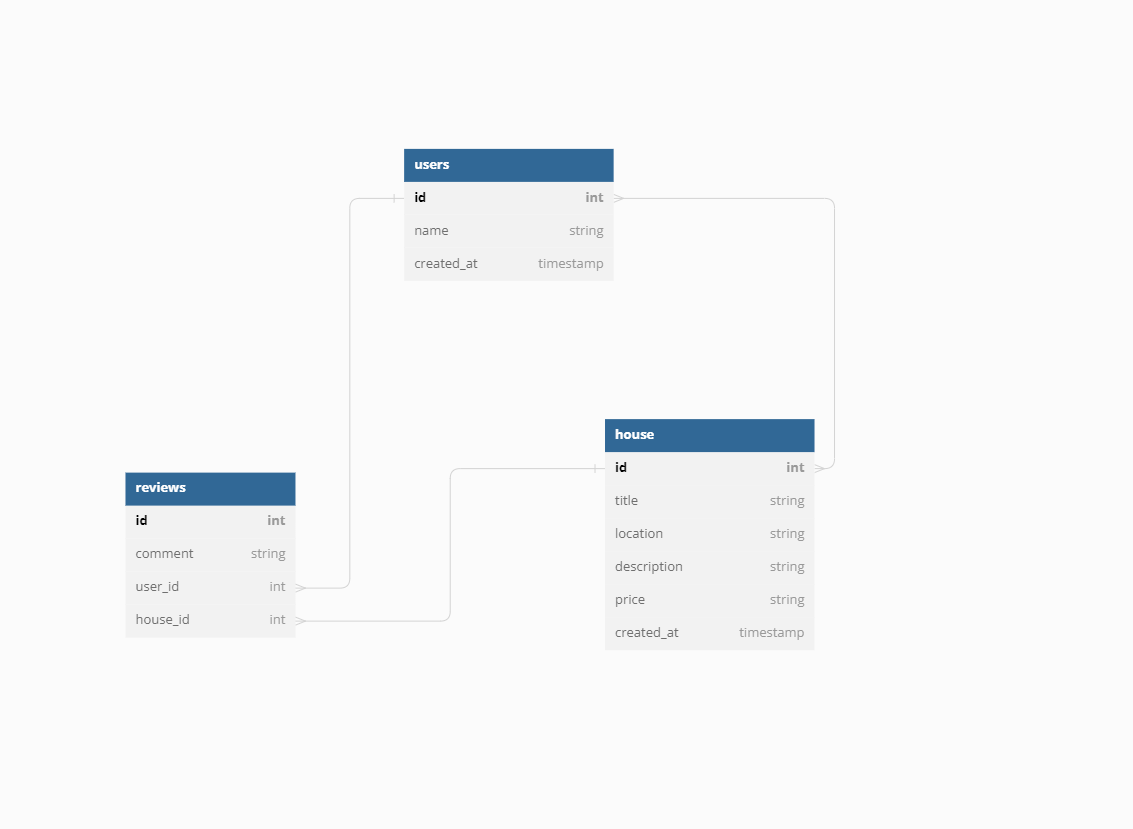 users
id int
name string
created_at timestamp
house
id int
title string
location string
description string
price string
created_at timestamp
reviews
id int
comment string
user_id int
house_id int